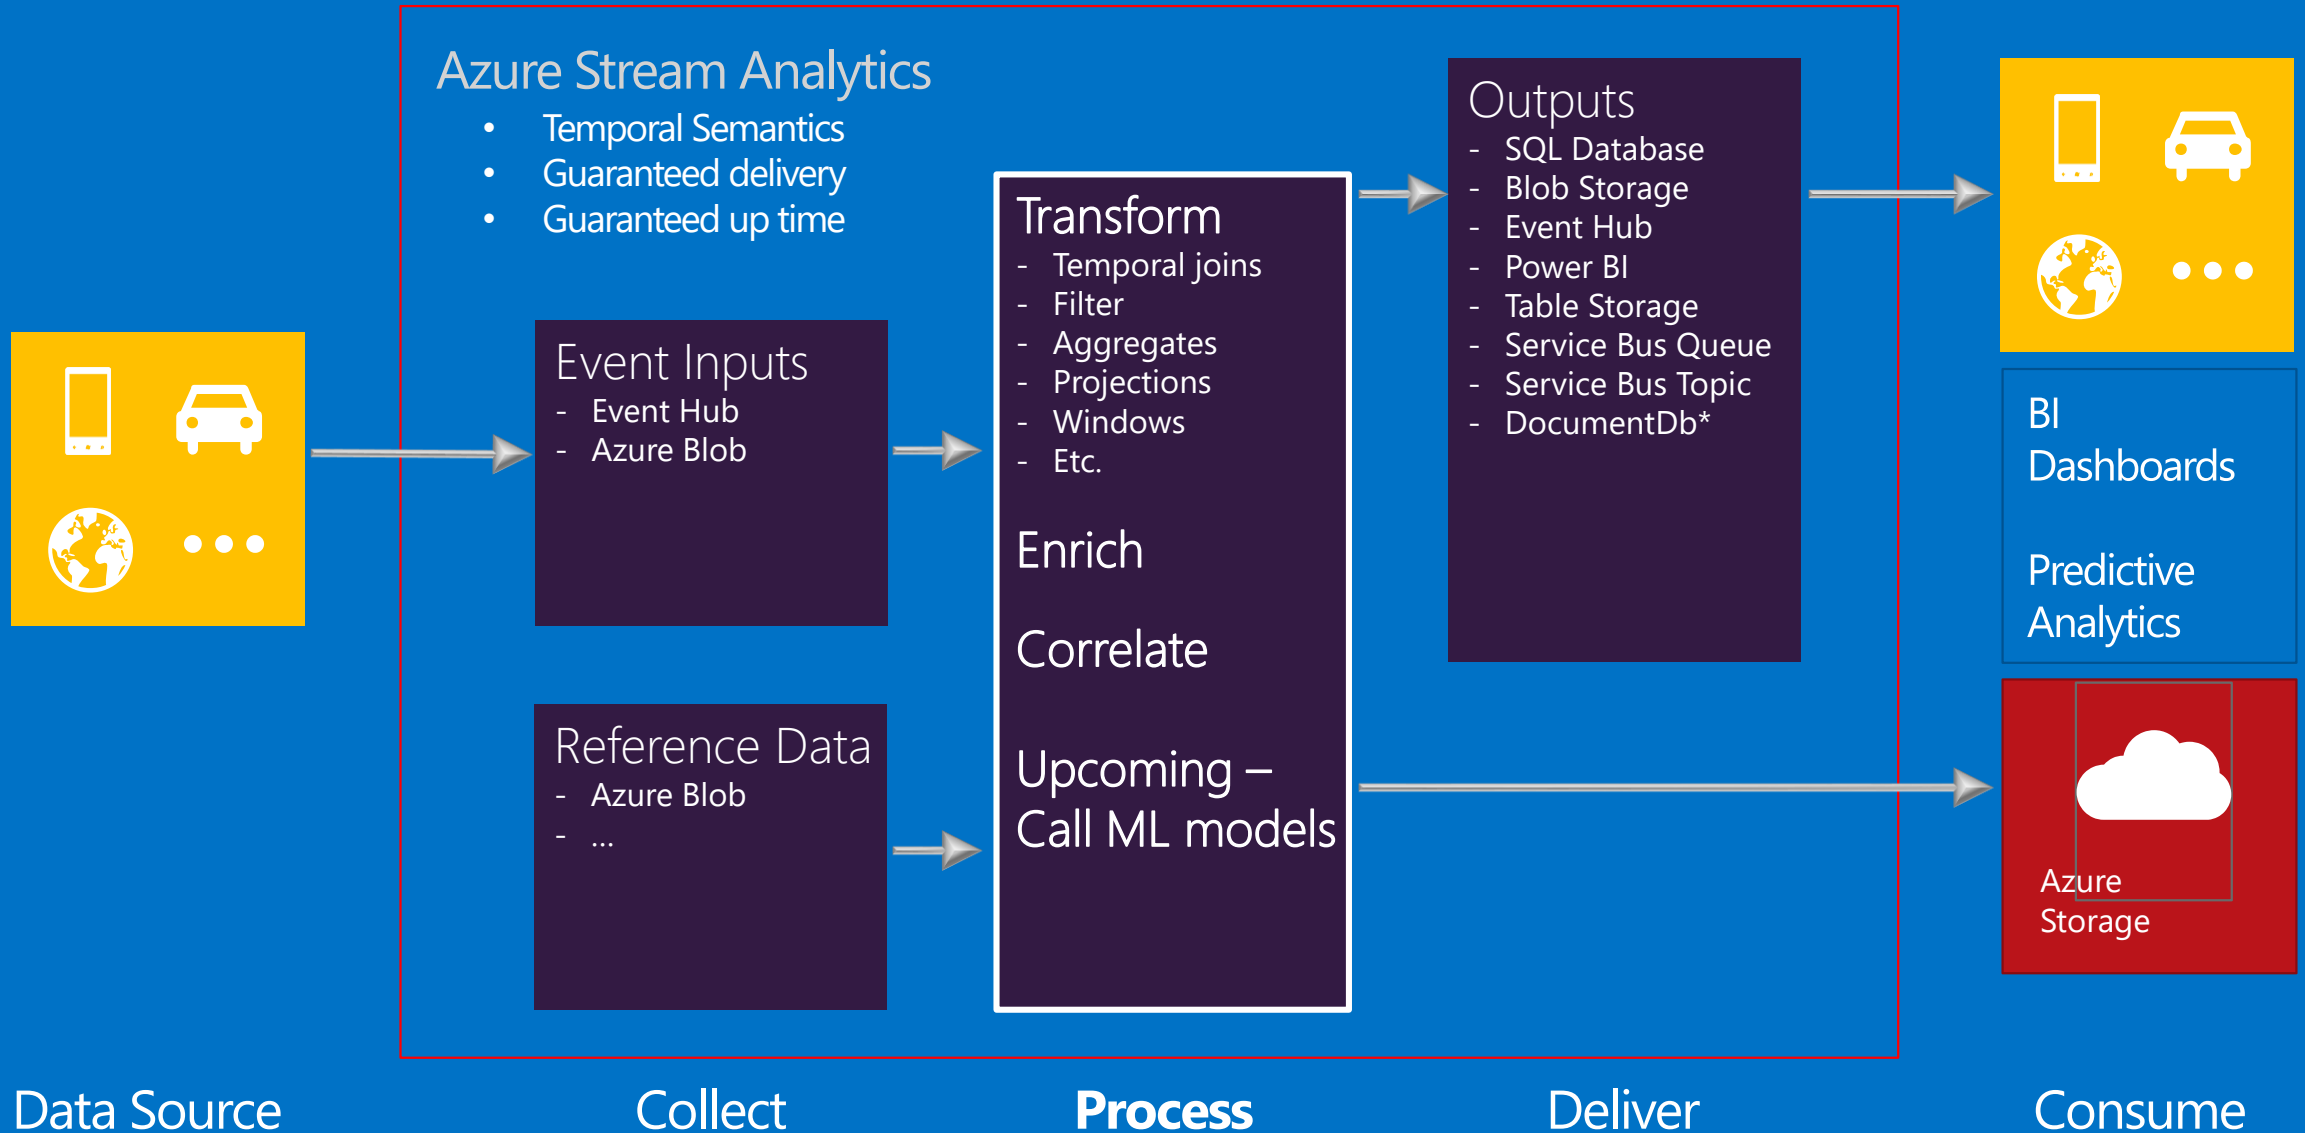 Azure Stream Analytics
• Temporal Semantics
• Guaranteed delivery
• Guaranteed up time
Event Inputs
- Event Hub
- Azure Blob
Reference Data
- Azure Blob
- ...
Transform
- Temporal joins
- Filter
- Aggregates
- Projections
- Windows
- Etc.
Enrich
Correlate
Upcoming –
Call ML models
Outputs
- SQL Database
- Blob Storage
- Event Hub
- Power BI
- Table Storage
- Service Bus Queue
- Service Bus Topic
- DocumentDb*
BI
Dashboards
Predictive
Analytics
Azure
Storage
Data Source
Collect
Process
Deliver
Consume